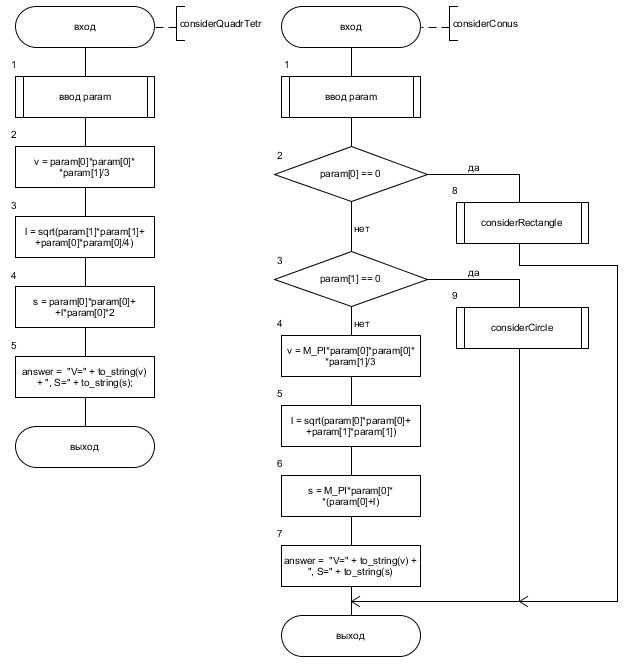 вход
considerQuadrTetr
1
ввод param
2
v = param[0]*param[0]*
*param[1]/3
3
l = sqrt(param[1]*param[1]+
+param[0]*param[0]/4)
4
s = param[0]*param[0]+
+l*param[0]*2
5
answer = "V=" + to_string(v)
+ ", S=" + to_string(s);
выход
вход
considerConus
1
ввод param
2
param[0] == 0
да
8
considerRectangle
нет
3
param[1] == 0
да
9
considerCircle
нет
4
v = M_PI*param[0]*param[0]*
*param[1]/3
5
l = sqrt(param[0]*param[0]+
+param[1]*param[1])
6
s = M_PI*param[0]*
*(param[0]+l)
7
answer = "V=" + to_string(v) +
", S=" + to_string(s)
выход